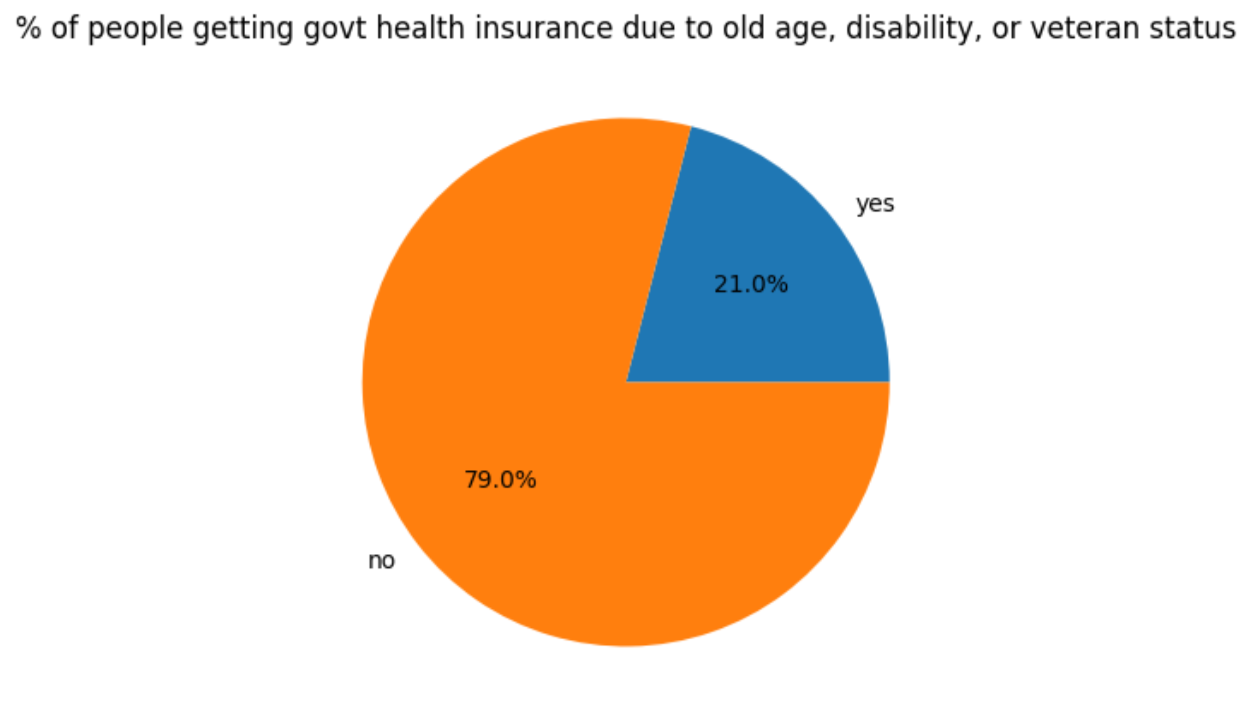 % of people getting govt health insurance due to old age, disability, or veteran status
yes
21.0%
79.0%
no